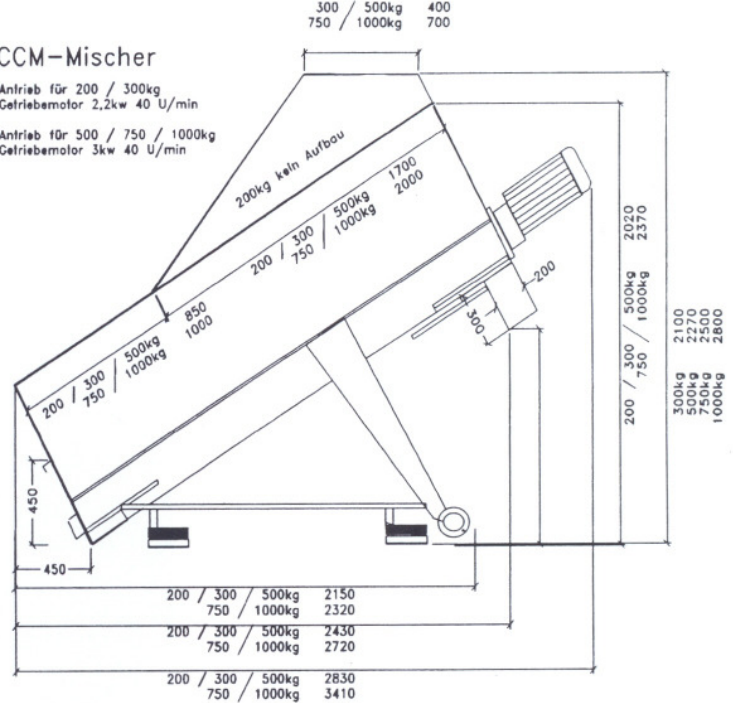 300 / 500kg 400
750 / 1000kg 700
CCM-Mischer
Antrieb für 200 / 300kg
Getriebemotor 2,2kw 40 U/min
Antrieb für 500 / 750 / 1000kg
Getriebemotor 3kw 40 U/min
200kg kein Aufbau
200 / 300 / 500kg 1700
750 / 1000kg 2000
200 / 300 / 500kg 850
750 / 1000kg 1000
200
300
200 / 300 / 500kg 2020
750 / 1000kg 2370
300kg 2100
500kg 2270
750kg 2500
1000kg 2800
450
450
200 / 300 / 500kg 2150
750 / 1000kg 2320
200 / 300 / 500kg 2430
750 / 1000kg 2720
200 / 300 / 500kg 2830
750 / 1000kg 3410